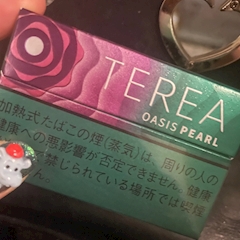 TEREA
OASIS PEARL
加熱式たばこの煙(蒸気)は、周りの人の
健康への悪影響が否定できません。健康
禁じられている場所では喫煙
ん。